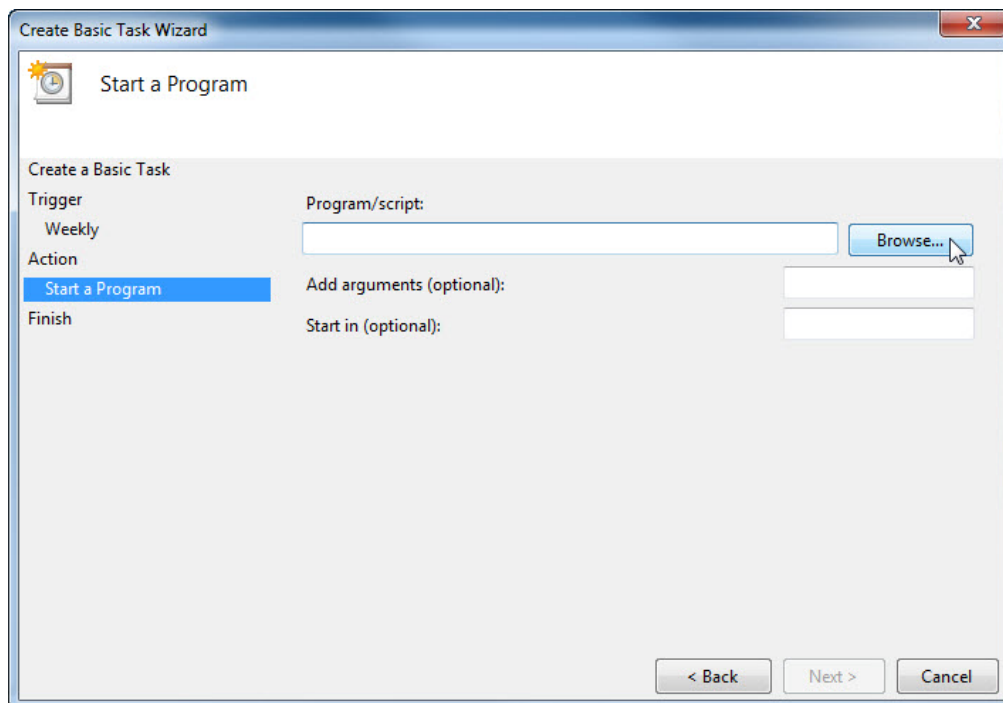 Create Basic Task Wizard
Start a Program
Create a Basic Task
Trigger
Weekly
Action
Start a Program
Finish
Program/script:
Browse...
Add arguments (optional):
Start in (optional):
< Back
Next >
Cancel